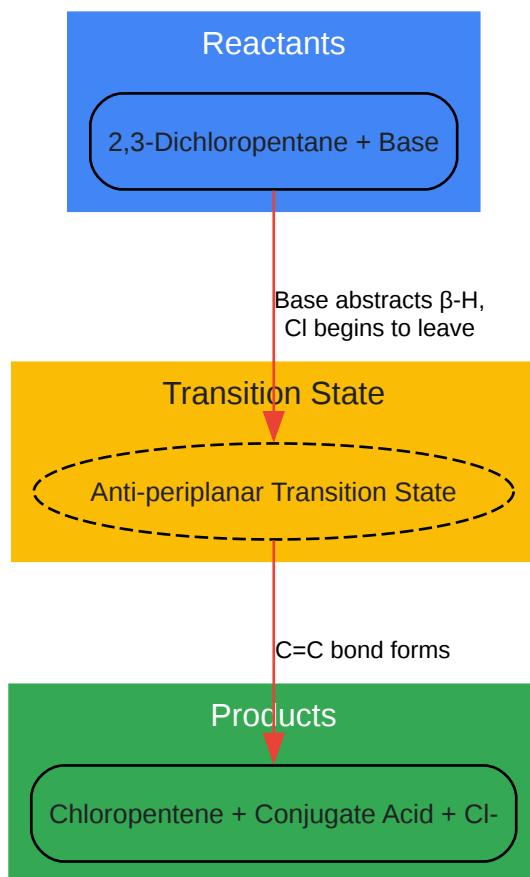 Reactants
2,3-Dichloropentane + Base
Base abstracts β-H,
Cl begins to leave
Transition State
Anti-periplanar Transition State
C=C bond forms
Products
Chloropentene + Conjugate Acid + Cl-